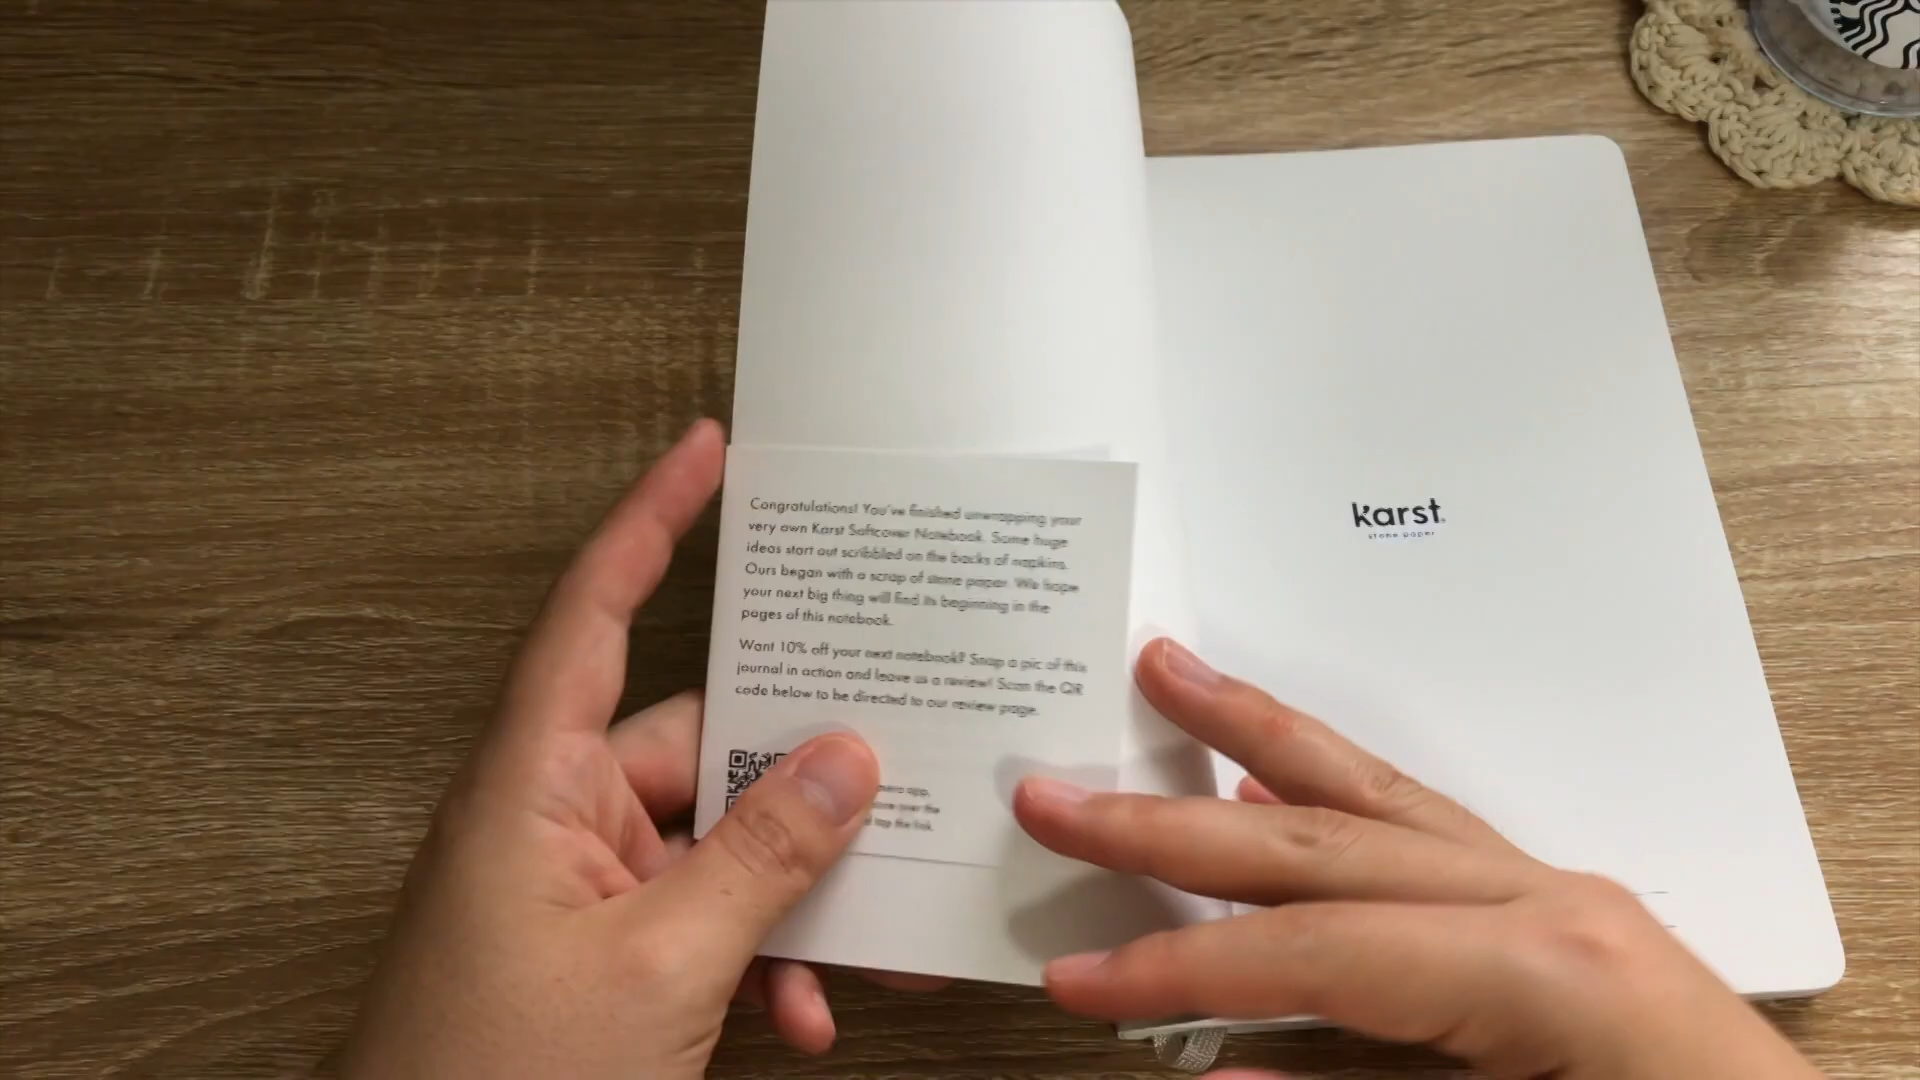 Congratulations! You've finished unwrapping your
very own Karst Softcover Notebook. Some huge
ideas start out scribbled on the backs of napkins.
Ours began with a scrap of stone paper. We hope
your next big thing will find its beginning in the
pages of this notebook.
Want 10% off your next notebook? Snap a pic of this
journal in action and leave us a review! Scan the QR
code below to be directed to our review page.
app,
over the
tap the link.
karst
stone paper